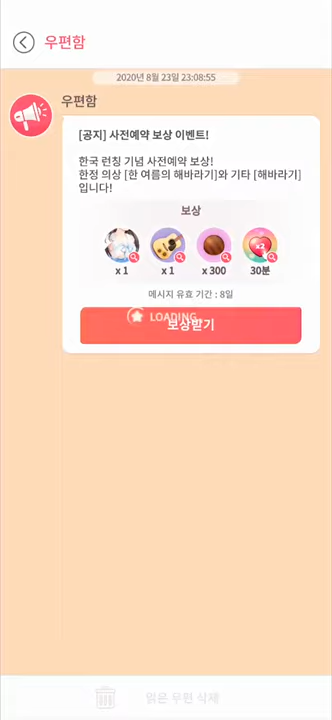 우편함
2020년 8월 23일 23:08:55
우편함
[공지] 사전예약 보상 이벤트!
한국 런칭 기념 사전예약 보상!
한정 의상 [한 여름의 해바라기]와 기타 [해바라기]
입니다!
보상
x2
x 1 x 1 x 300 30분
메시지 유효 기간 : 8일
LOADING...
보상받기
읽은 우편 삭제